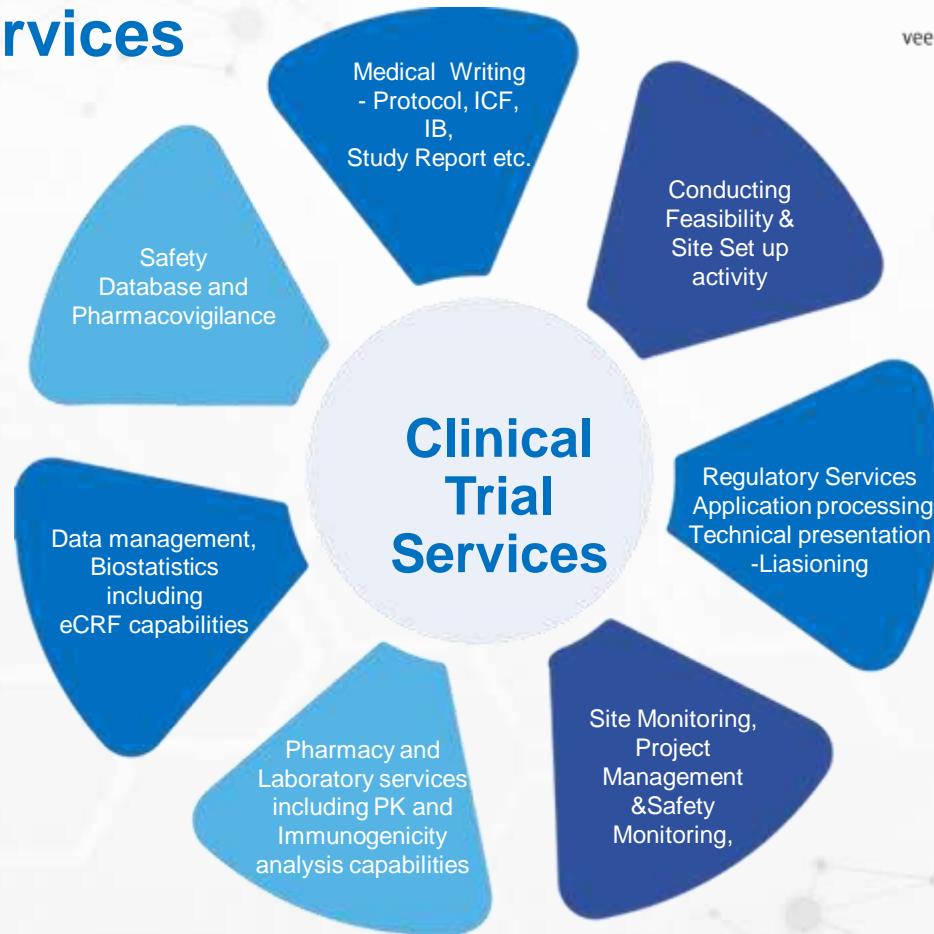 rvices
vee
Medical Writing
- Protocol, ICF,
IB,
Study Report etc.
Conducting
Feasibility &
Site Set up
activity
Regulatory Services
Application processing
Technical presentation
-Liasioning
Site Monitoring,
Project
Management
&Safety
Monitoring,
Pharmacy and
Laboratory services
including PK and
Immunogenicity
analysis capabilities
Data management,
Biostatistics
including
eCRF capabilities
Safety
Database and
Pharmacovigilance
Clinical
Trial
Services